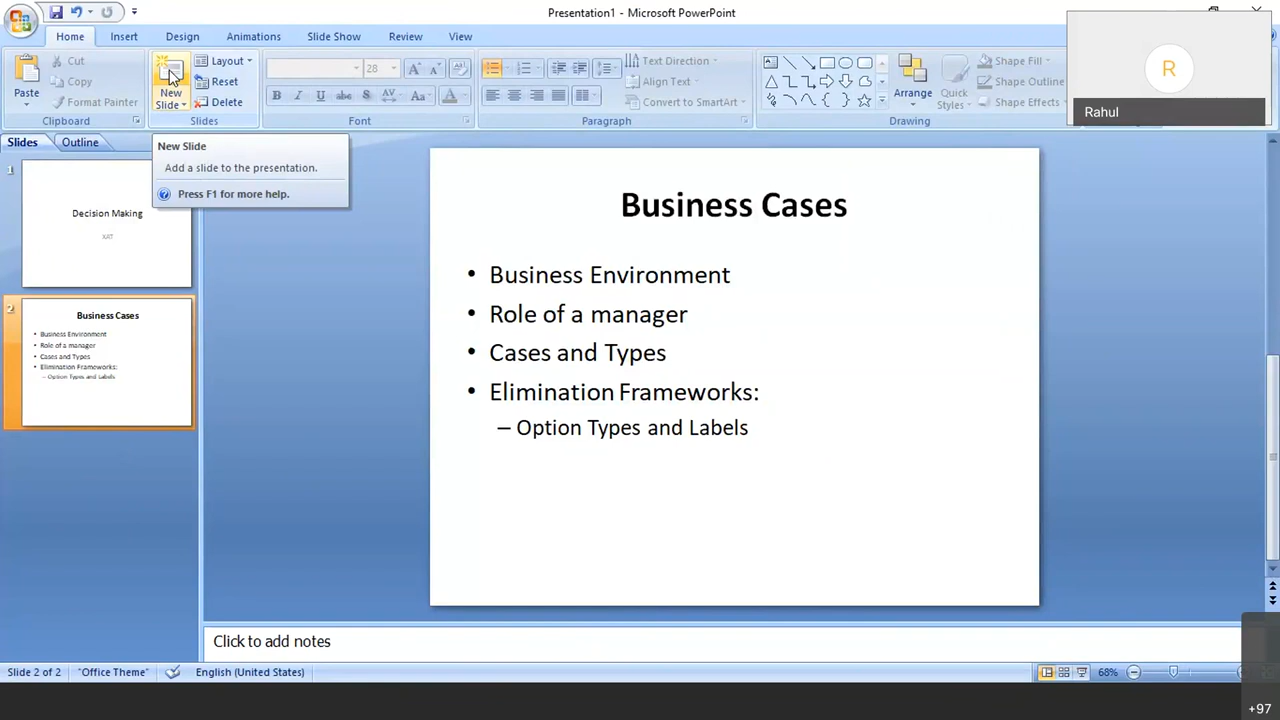 Presentation1 - Microsoft PowerPoint
Home Insert Design Animations Slide Show Review View
Paste
Cut
Copy
Format Painter
Clipboard
New Slide
Layout
Reset
Delete
Slides
28
B I U abc S AV Aa A
Font
Text Direction
Align Text
Convert to SmartArt
Paragraph
Arrange
Quick Styles
Shape Fill
Shape Outline
Shape Effects
Drawing
R
Rahul
Slides Outline
New Slide
Add a slide to the presentation.
Press F1 for more help.
1
Decision Making
XAT
2
Business Cases
• Business Environment
• Role of a manager
• Cases and Types
• Elimination Frameworks:
– Option Types and Labels
Business Cases
• Business Environment
• Role of a manager
• Cases and Types
• Elimination Frameworks:
– Option Types and Labels
Click to add notes
Slide 2 of 2 "Office Theme" English (United States) 68%
+97